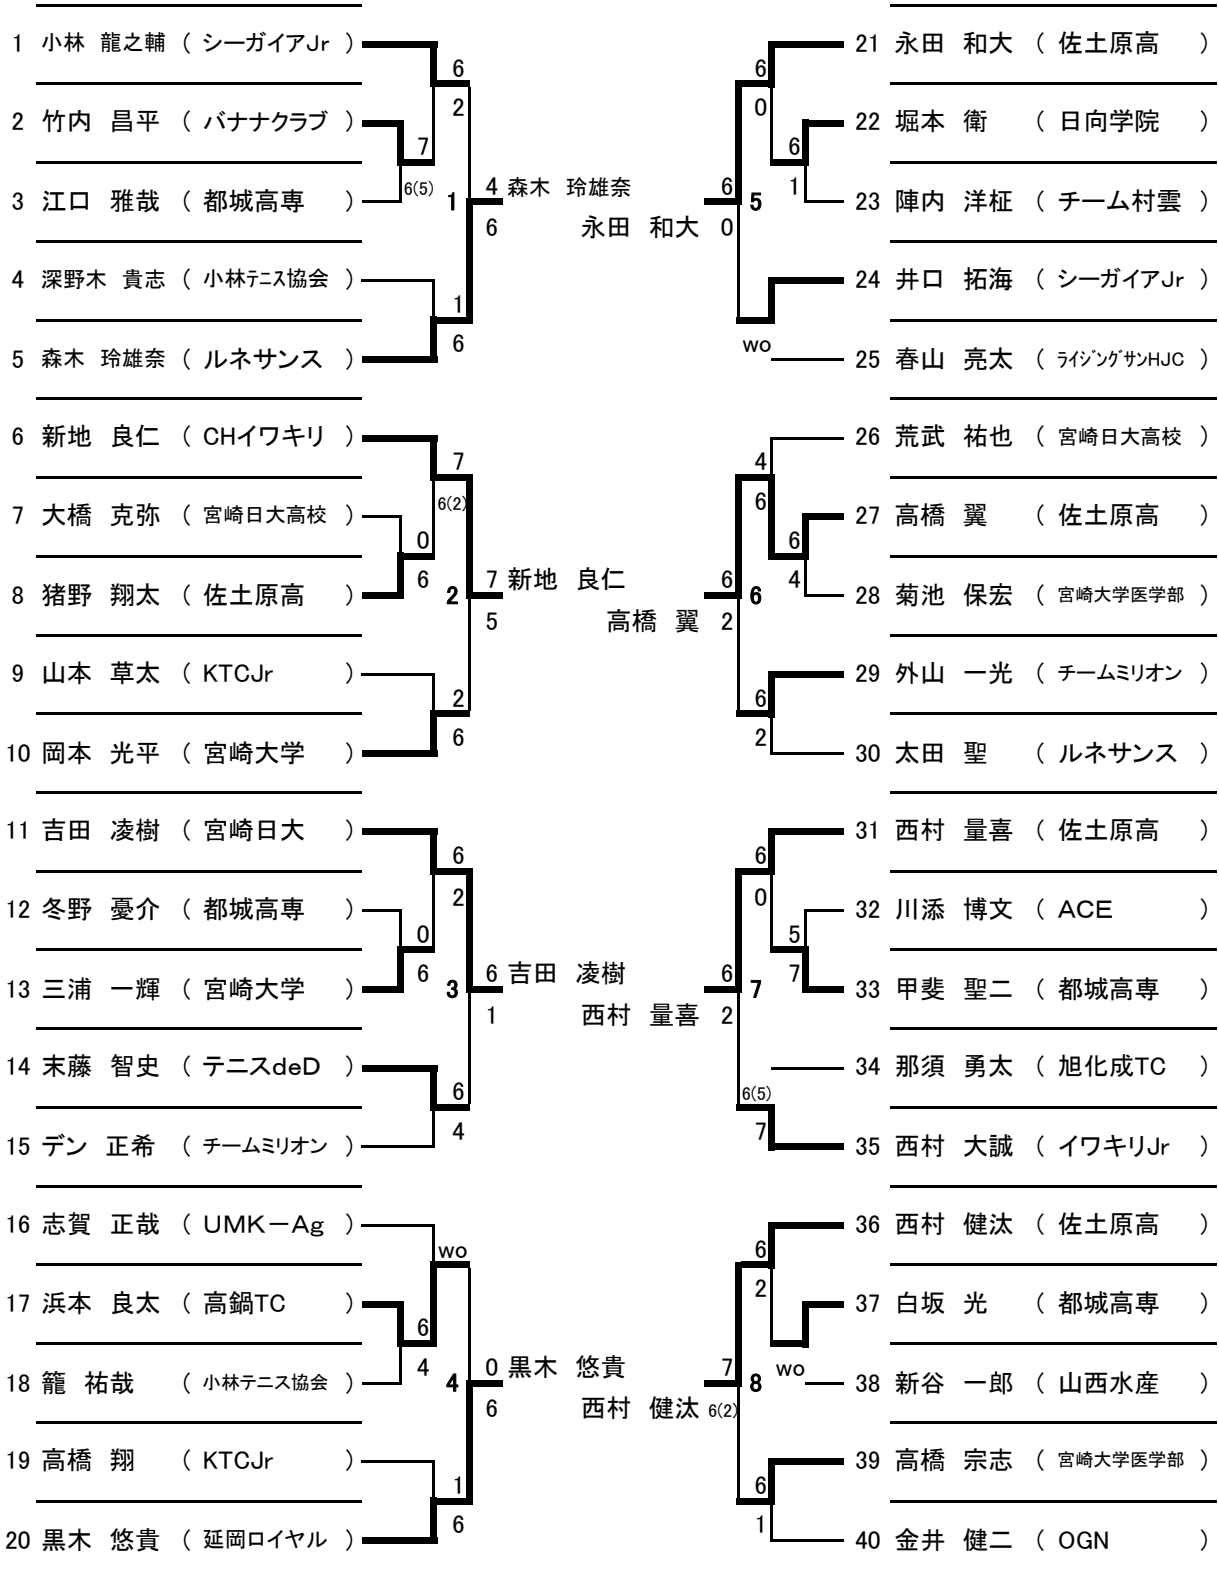 1 小林 龍之輔 ( シーガイアJr )
6
2
2 竹内 昌平 ( バナナクラブ )
7
6(5)
3 江口 雅哉 ( 都城高専 )
1
4 森木 玲雄奈
6
4 深野木 貴志 ( 小林テニス協会 )
1
6
5 森木 玲雄奈 ( ルネサンス )
6 新地 良仁 ( CHイワキリ )
7
6(2)
7 大橋 克弥 ( 宮崎日大高校 )
0
6
8 猪野 翔太 ( 佐土原高 )
2
7 新地 良仁
5
9 山本 草太 ( KTCJr )
2
6
10 岡本 光平 ( 宮崎大学 )
11 吉田 凌樹 ( 宮崎日大 )
6
2
12 冬野 憂介 ( 都城高専 )
0
6
13 三浦 一輝 ( 宮崎大学 )
3
6 吉田 凌樹
1
14 末藤 智史 ( テニスdeD )
6
4
15 デン 正希 ( チームミリオン )
16 志賀 正哉 ( UMK－Ag )
wo
17 浜本 良太 ( 高鍋TC )
6
4
18 籠 祐哉 ( 小林テニス協会 )
4
0 黒木 悠貴
6
19 高橋 翔 ( KTCJr )
1
6
20 黒木 悠貴 ( 延岡ロイヤル )
21 永田 和大 ( 佐土原高 )
6
0
22 堀本 衛 ( 日向学院 )
6
1
23 陣内 洋柾 ( チーム村雲 )
5
6
永田 和大 0
24 井口 拓海 ( シーガイアJr )
wo
25 春山 亮太 ( ライジングサンHJC )
26 荒武 祐也 ( 宮崎日大高校 )
4
6
27 高橋 翼 ( 佐土原高 )
6
4
28 菊池 保宏 ( 宮崎大学医学部 )
6
6
高橋 翼 2
29 外山 一光 ( チームミリオン )
6
2
30 太田 聖 ( ルネサンス )
31 西村 量喜 ( 佐土原高 )
6
0
32 川添 博文 ( ACE )
5
7
33 甲斐 聖二 ( 都城高専 )
7
6
西村 量喜 2
34 那須 勇太 ( 旭化成TC )
6(5)
7
35 西村 大誠 ( イワキリJr )
36 西村 健汰 ( 佐土原高 )
6
2
37 白坂 光 ( 都城高専 )
wo
38 新谷 一郎 ( 山西水産 )
8
7
西村 健汰 6(2)
39 高橋 宗志 ( 宮崎大学医学部 )
6
1
40 金井 健二 ( OGN )